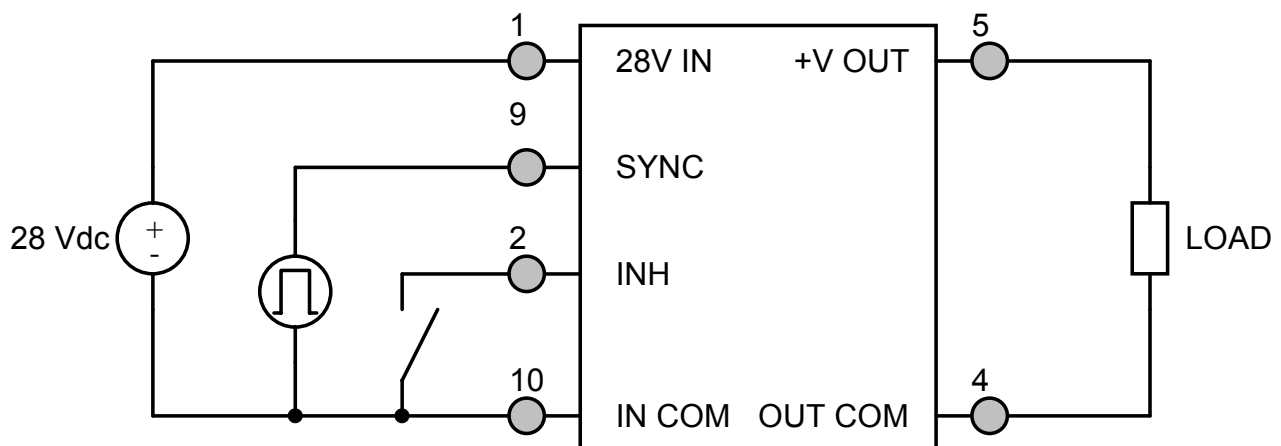 1
5
28V IN
+V OUT
9
SYNC
28 Vdc
+
-
2
INH
LOAD
10
4
IN COM
OUT COM